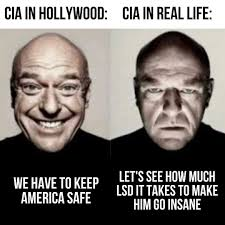 CIA IN HOLLYWOOD:
CIA IN REAL LIFE:
WE HAVE TO KEEP
AMERICA SAFE
LET'S SEE HOW MUCH
LSD IT TAKES TO MAKE
HIM GO INSANE